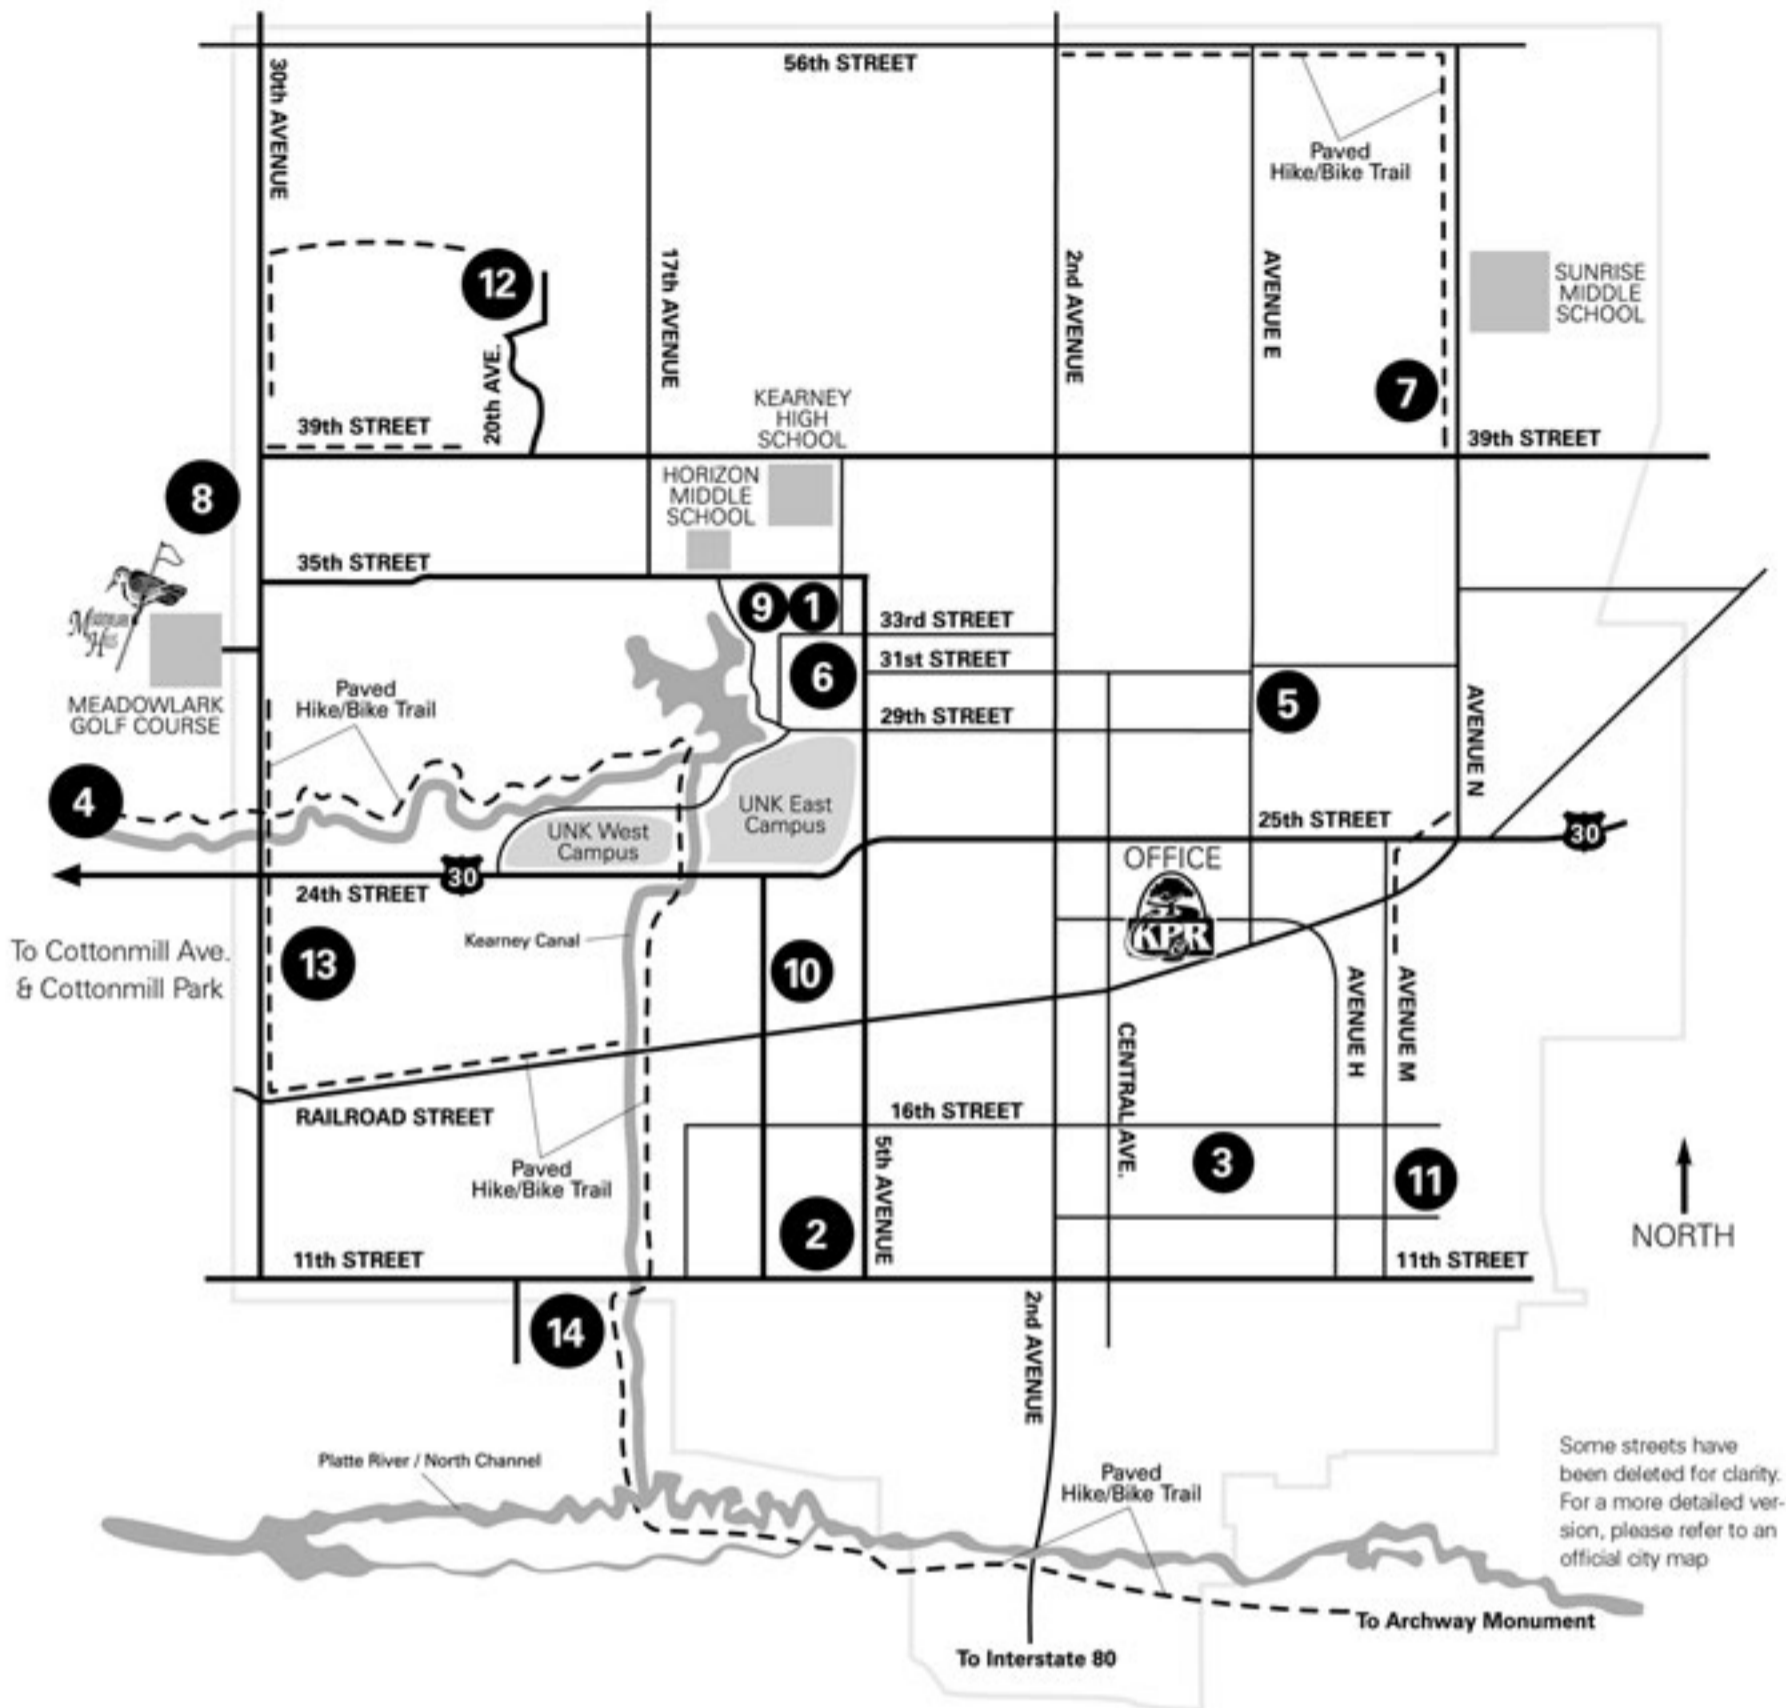 56th STREET
30th AVENUE
Paved
Hike/Bike Trail
12
17th AVENUE
2nd AVENUE
AVENUE E
SUNRISE
MIDDLE
SCHOOL
20th AVE.
7
KEARNEY
HIGH
SCHOOL
39th STREET
39th STREET
8
HORIZON
MIDDLE
SCHOOL
35th STREET
9
1
33rd STREET
31st STREET
6
29th STREET
5
MEADOWLARK
GOLF COURSE
Paved
Hike/Bike Trail
AVENUE N
4
UNK East
Campus
UNK West
Campus
25th STREET
30
OFFICE
30
24th STREET
KPR
Kearney Canal
To Cottonmill Ave.
& Cottonmill Park
13
10
AVENUE H
AVENUE M
CENTRAL AVE.
RAILROAD STREET
16th STREET
5th AVENUE
3
11
Paved
Hike/Bike Trail
2
NORTH
11th STREET
11th STREET
14
2nd AVENUE
Platte River / North Channel
Paved
Hike/Bike Trail
Some streets have
been deleted for clarity.
For a more detailed ver-
sion, please refer to an
official city map
To Archway Monument
To Interstate 80